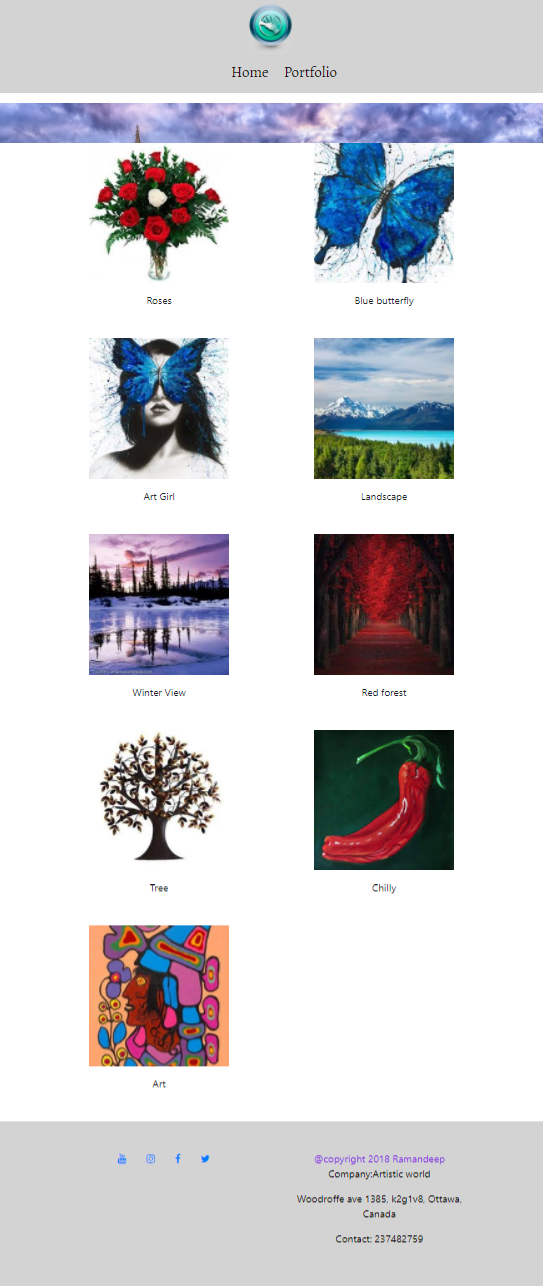 Home Portfolio
Roses
Blue butterfly
Art Girl
Landscape
Winter View
Red forest
Tree
Chilly
Art
@copyright 2018 Ramandeep
Company:Artistic world
Woodroffe ave 1385, k2g1v8, Ottawa,
Canada
Contact: 237482759